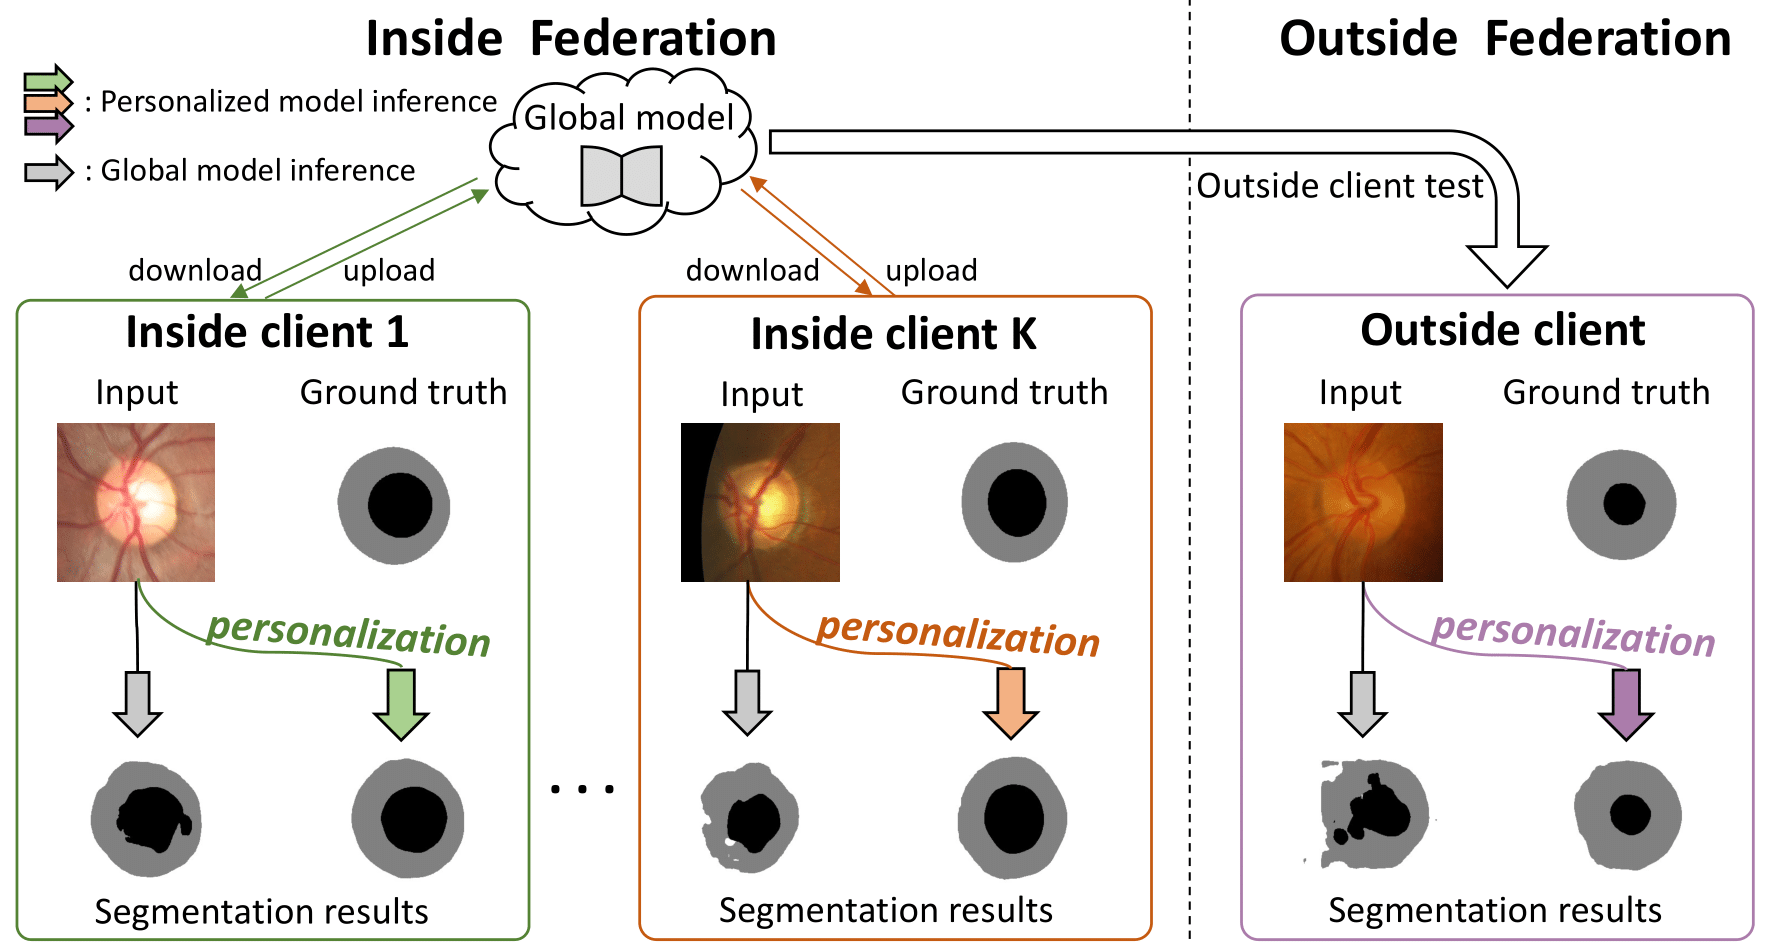 Inside Federation
Outside Federation
: Personalized model inference
: Global model inference
Global model
Outside client test
download
upload
download
upload
Inside client 1
Input
Ground truth
personalization
Segmentation results
...
Inside client K
Input
Ground truth
personalization
Segmentation results
Outside client
Input
Ground truth
personalization
Segmentation results